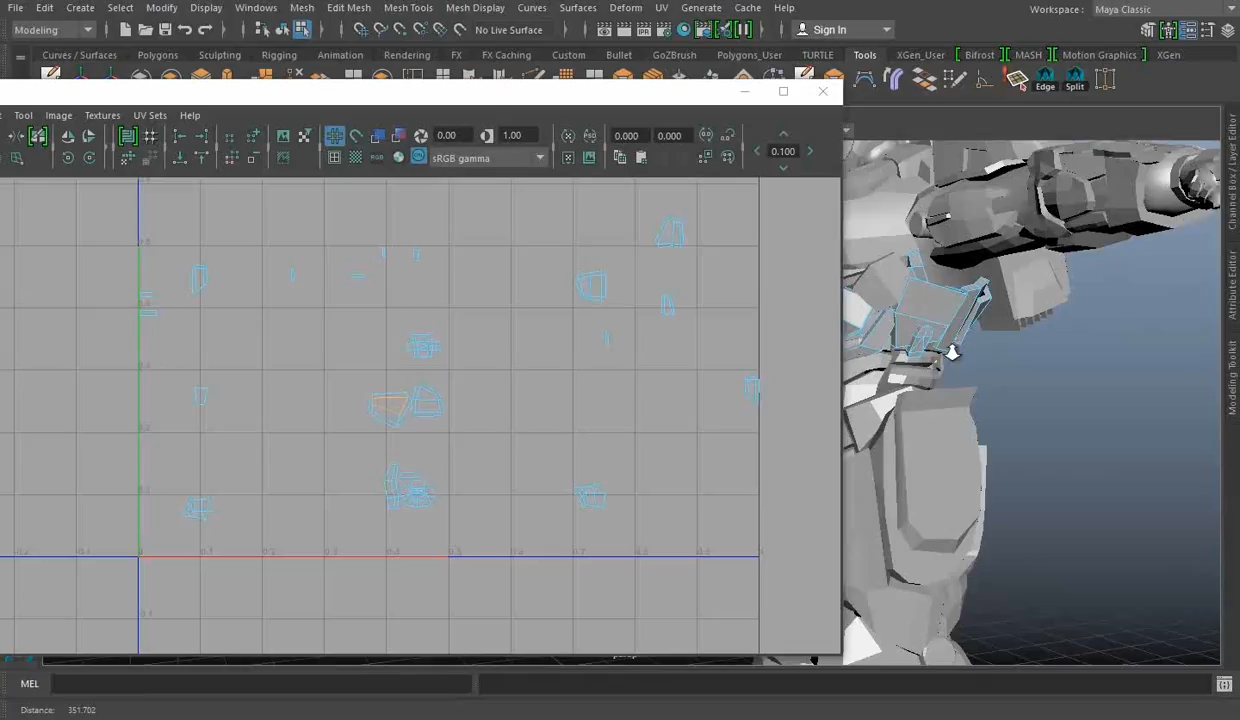 File Edit Create Select Modify Display Windows Mesh Edit Mesh Mesh Tools Mesh Display Curves Surfaces Deform UV Generate Cache Help Workspace : Maya Classic
Modeling No Live Surface Sign In
Curves / Surfaces Polygons Sculpting Rigging Animation Rendering FX FX Caching Custom Bullet GoZBrush Polygons_User TURTLE Tools XGen_User Bifrost MASH Motion Graphics XGen
Edge Split
Tool Image Textures UV Sets Help
0.00 1.00 0.000 0.000
RGB sRGB gamma 0.100
Channel Box / Layer Editor
Attribute Editor
Modeling Toolkit
MEL
Distance: 351.702